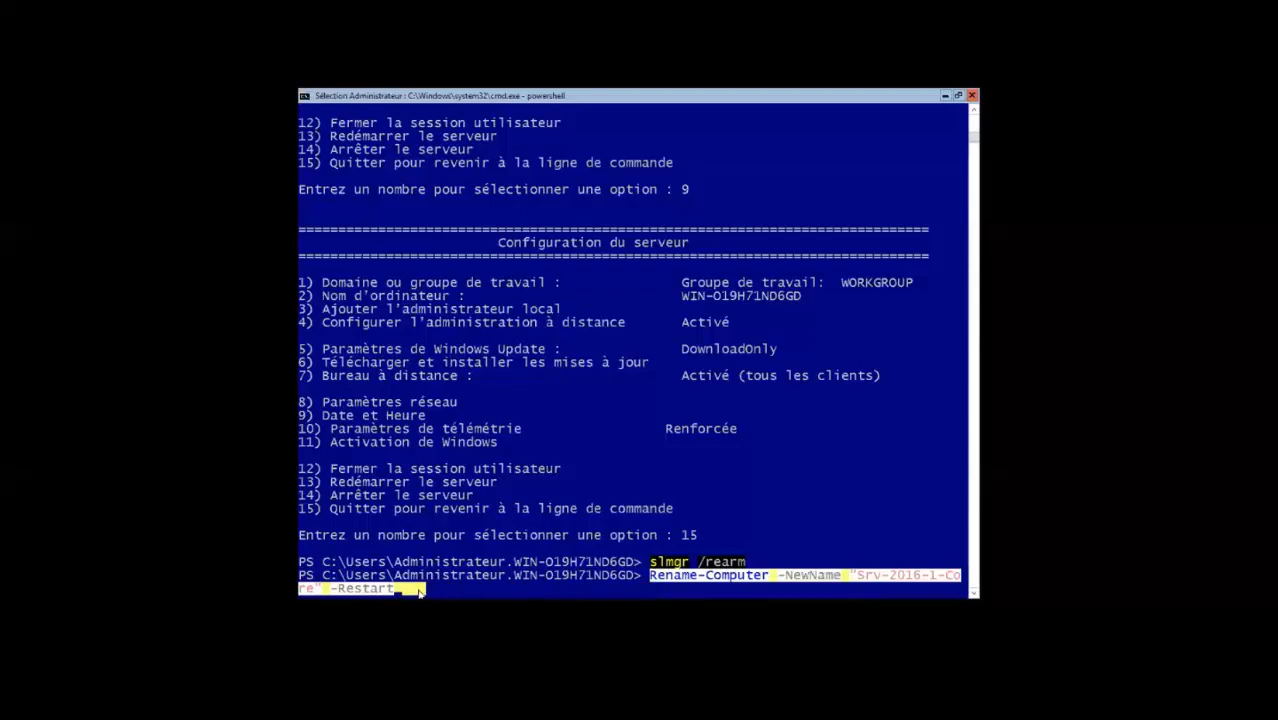 Sélection Administrateur : C:\Windows\system32\cmd.exe - powershell
12) Fermer la session utilisateur
13) Redémarrer le serveur
14) Arrêter le serveur
15) Quitter pour revenir à la ligne de commande
Entrez un nombre pour sélectionner une option : 9
===============================================================================
Configuration du serveur
===============================================================================
1) Domaine ou groupe de travail : Groupe de travail: WORKGROUP
2) Nom d'ordinateur : WIN-O19H71ND6GD
3) Ajouter l'administrateur local
4) Configurer l'administration à distance Activé
5) Paramètres de Windows Update : DownloadOnly
6) Télécharger et installer les mises à jour
7) Bureau à distance : Activé (tous les clients)
8) Paramètres réseau
9) Date et Heure
10) Paramètres de télémétrie Renforcée
11) Activation de Windows
12) Fermer la session utilisateur
13) Redémarrer le serveur
14) Arrêter le serveur
15) Quitter pour revenir à la ligne de commande
Entrez un nombre pour sélectionner une option : 15
PS C:\Users\Administrateur.WIN-O19H71ND6GD> slmgr /rearm
PS C:\Users\Administrateur.WIN-O19H71ND6GD> Rename-Computer -NewName "Srv-2016-1-Co
re" -Restart